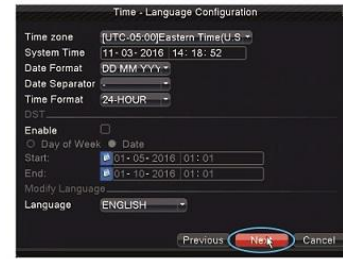 Time - Language Configuration
Time zone [UTC-05:00]Eastern Time(U.S
System Time 11-03-2016 14:18:52
Date Format DD MM YYY
Date Separator -
Time Format 24-HOUR
DST
Enable
Day of Week Date
Start: 01-05-2016 01:01
End: 01-10-2016 01:01
Modify Language
Language ENGLISH
Previous Next Cancel